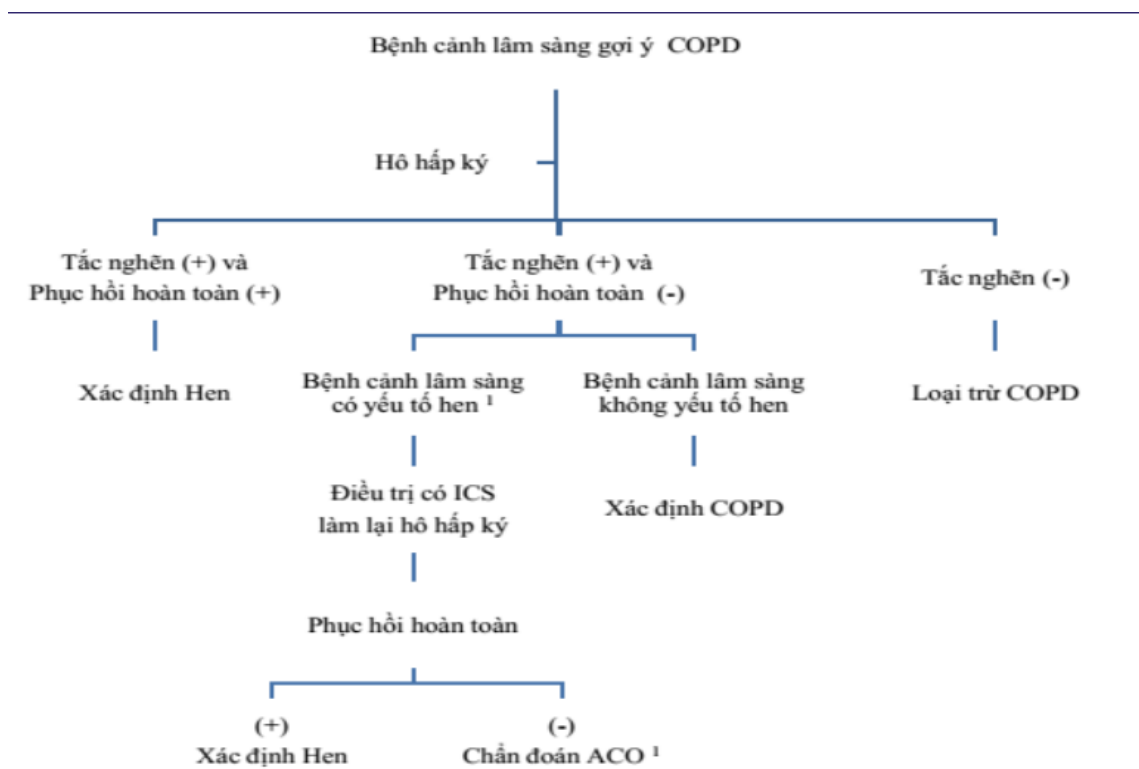 Bệnh cảnh lâm sàng gợi ý COPD
Hô hấp ký
Tắc nghẽn (+) và
Phục hồi hoàn toàn (+)
Tắc nghẽn (+) và
Phục hồi hoàn toàn (-)
Tắc nghẽn (-)
Xác định Hen
Bệnh cảnh lâm sàng
có yếu tố hen ¹
Bệnh cảnh lâm sàng
không yếu tố hen
Loại trừ COPD
Điều trị có ICS
làm lại hô hấp ký
Xác định COPD
Phục hồi hoàn toàn
(+)
Xác định Hen
(-)
Chẩn đoán ACO ¹